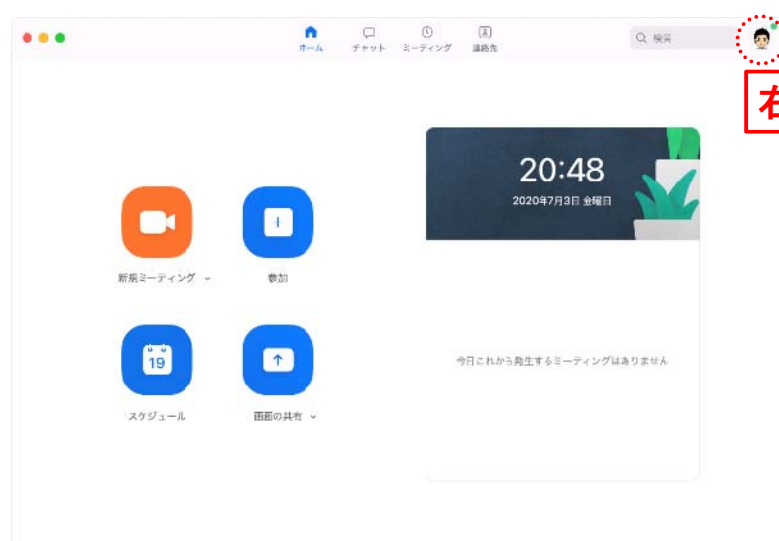 ホーム チャット ミーティング 連絡先
検索
右
20:48
2020年7月3日 金曜日
新規ミーティング
参加
19
スケジュール
画面の共有
今日これから発生するミーティングはありません